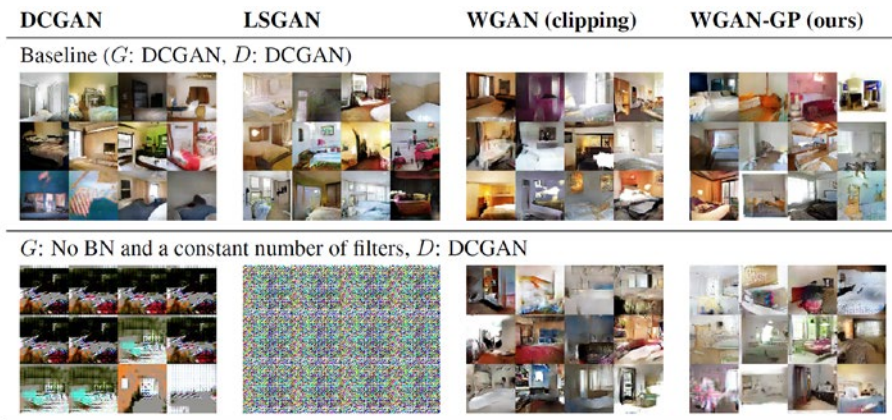 DCGAN LSGAN WGAN (clipping) WGAN-GP (ours)
Baseline (G: DCGAN, D: DCGAN)
G: No BN and a constant number of filters, D: DCGAN